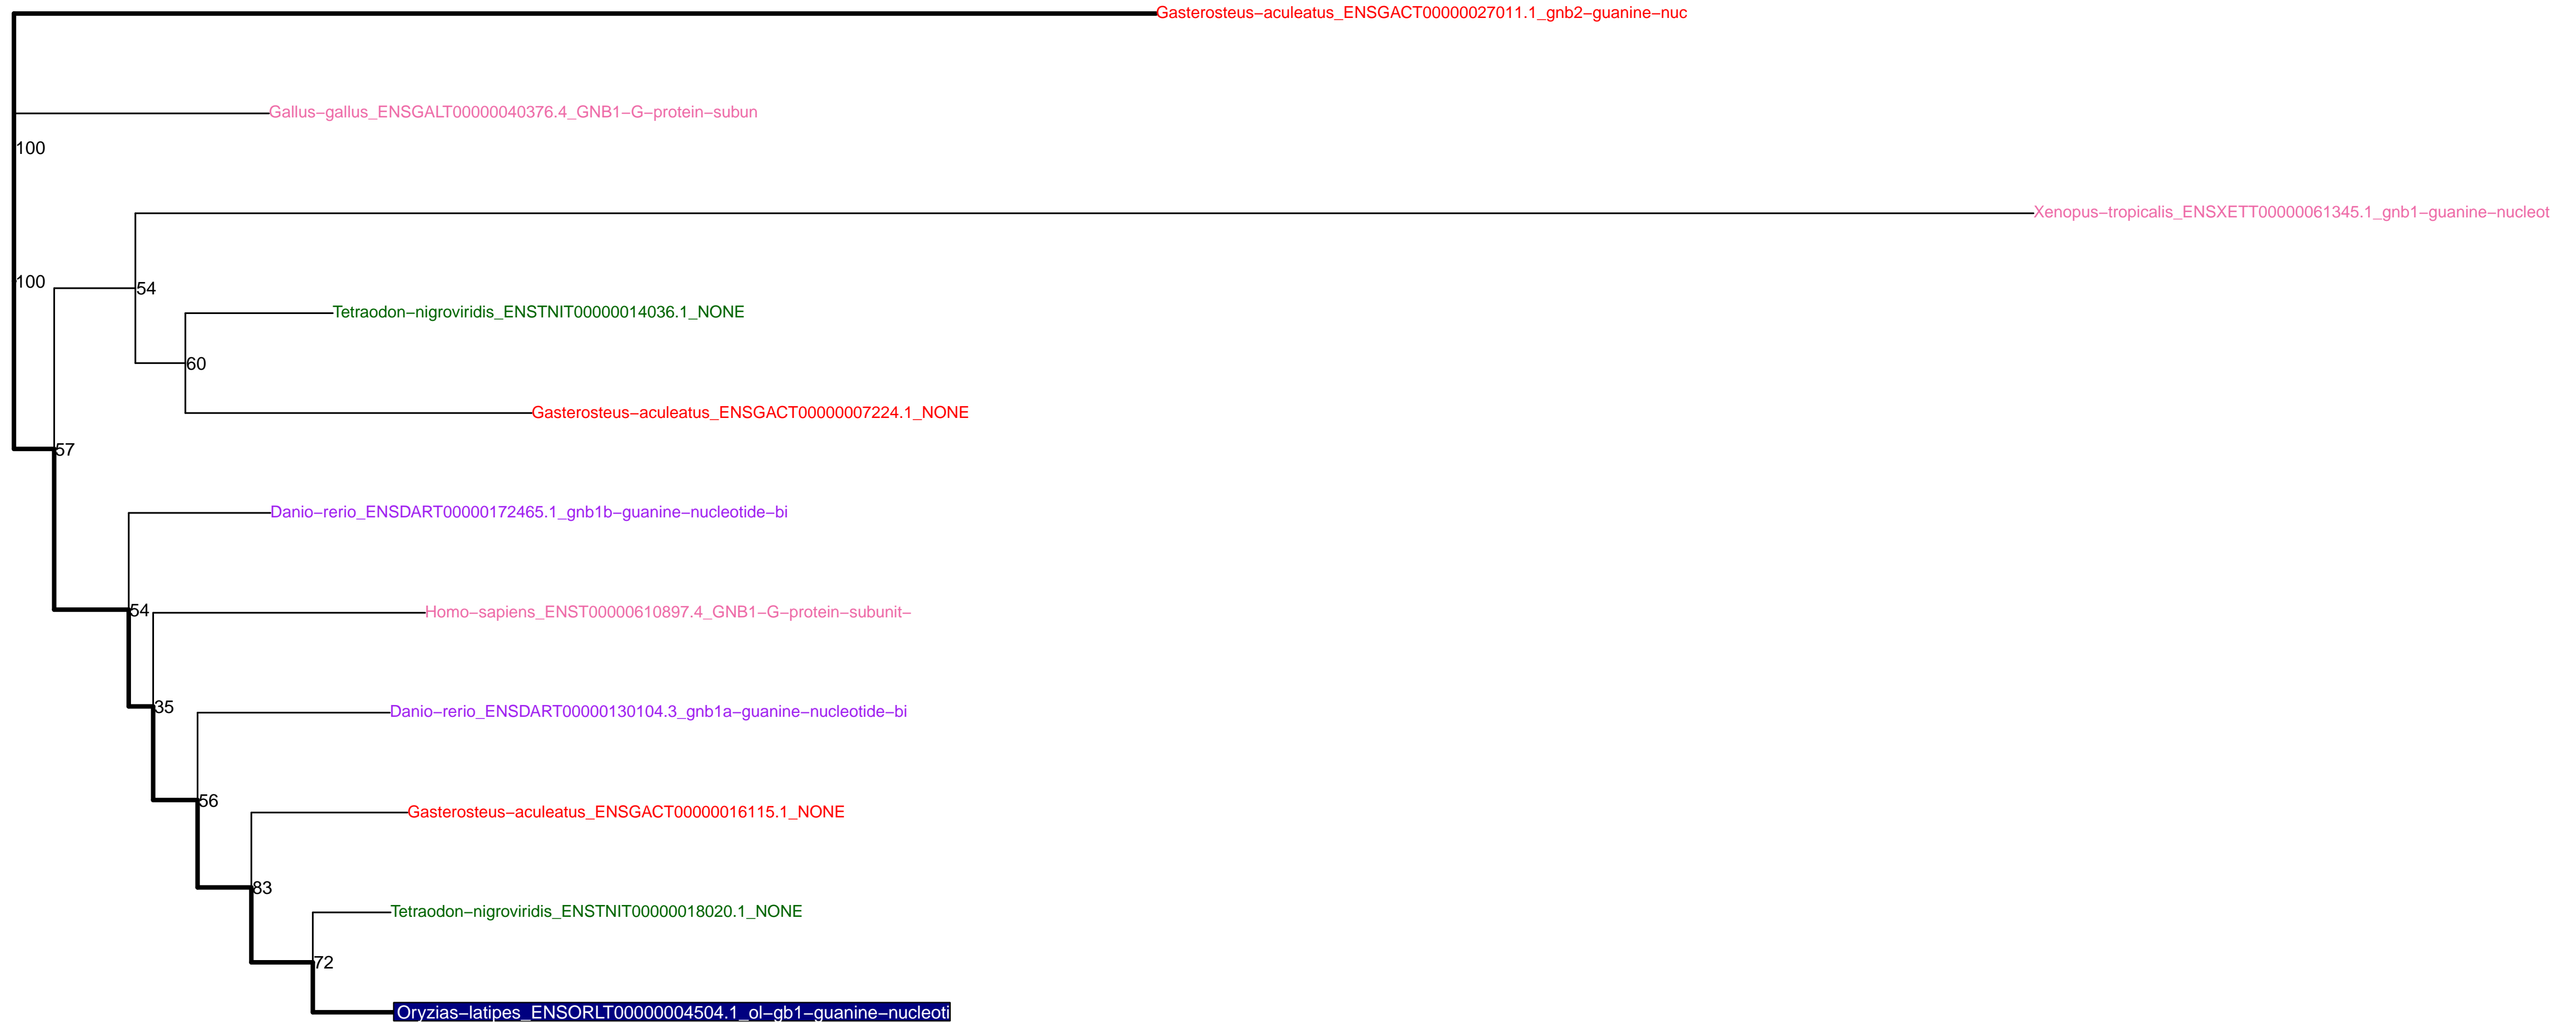 Gasterosteus−aculeatus_ENSGACT00000027011.1_gnb2−guanine−nuc
Gallus−gallus_ENSGALT00000040376.4_GNB1−G−protein−subun
100
Xenopus−tropicalis_ENSXETT00000061345.1_gnb1−guanine−nucleot
100
54
Tetraodon−nigroviridis_ENSTNIT00000014036.1_NONE
60
Gasterosteus−aculeatus_ENSGACT00000007224.1_NONE
57
Danio−rerio_ENSDART00000172465.1_gnb1b−guanine−nucleotide−bi
54
Homo−sapiens_ENST00000610897.4_GNB1−G−protein−subunit−
35
Danio−rerio_ENSDART00000130104.3_gnb1a−guanine−nucleotide−bi
56
Gasterosteus−aculeatus_ENSGACT00000016115.1_NONE
83
Tetraodon−nigroviridis_ENSTNIT00000018020.1_NONE
72
Oryzias−latipes_ENSORLT00000004504.1_ol−gb1−guanine−nucleoti